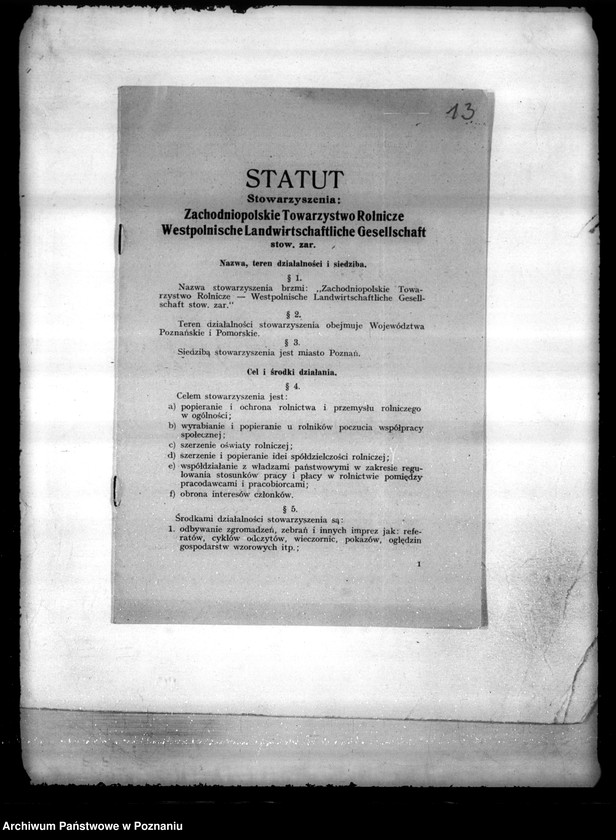 13
STATUT
Stowarzyszenia:
Zachodniopolskie Towarzystwo Rolnicze
Westpolnische Landwirtschaftliche Gesellschaft
stow. zar.
Nazwa, teren działalności i siedziba.
§ 1.
Nazwa stowarzyszenia brzmi: „Zachodniopolskie Towa-
rzystwo Rolnicze — Westpolnische Landwirtschaftliche Gesell-
schaft stow. zar.“
§ 2.
Teren działalności stowarzyszenia obejmuje Województwa
Poznańskie i Pomorskie.
§ 3.
Siedzibą stowarzyszenia jest miasto Poznań.
Cel i środki działania.
§ 4.
Celem stowarzyszenia jest:
a) popieranie i ochrona rolnictwa i przemysłu rolniczego
w ogólności;
b) wyrabianie i popieranie u rolników poczucia współpracy
społecznej;
c) szerzenie oświaty rolniczej;
d) szerzenie i popieranie idei spółdzielczości rolniczej;
e) współdziałanie z władzami państwowymi w zakresie regu-
lowania stosunków pracy i płacy w rolnictwie pomiędzy
pracodawcami i pracobiorcami;
f) obrona interesów członków.
§ 5.
Środkami działalności stowarzyszenia są:
1. odbywanie zgromadzeń, zebrań i innych imprez jak: refe-
ratów, cyklów odczytów, wieczornic, pokazów, oględzin
gospodarstw wzorowych itp.;
1
Archiwum Państwowe w Poznaniu